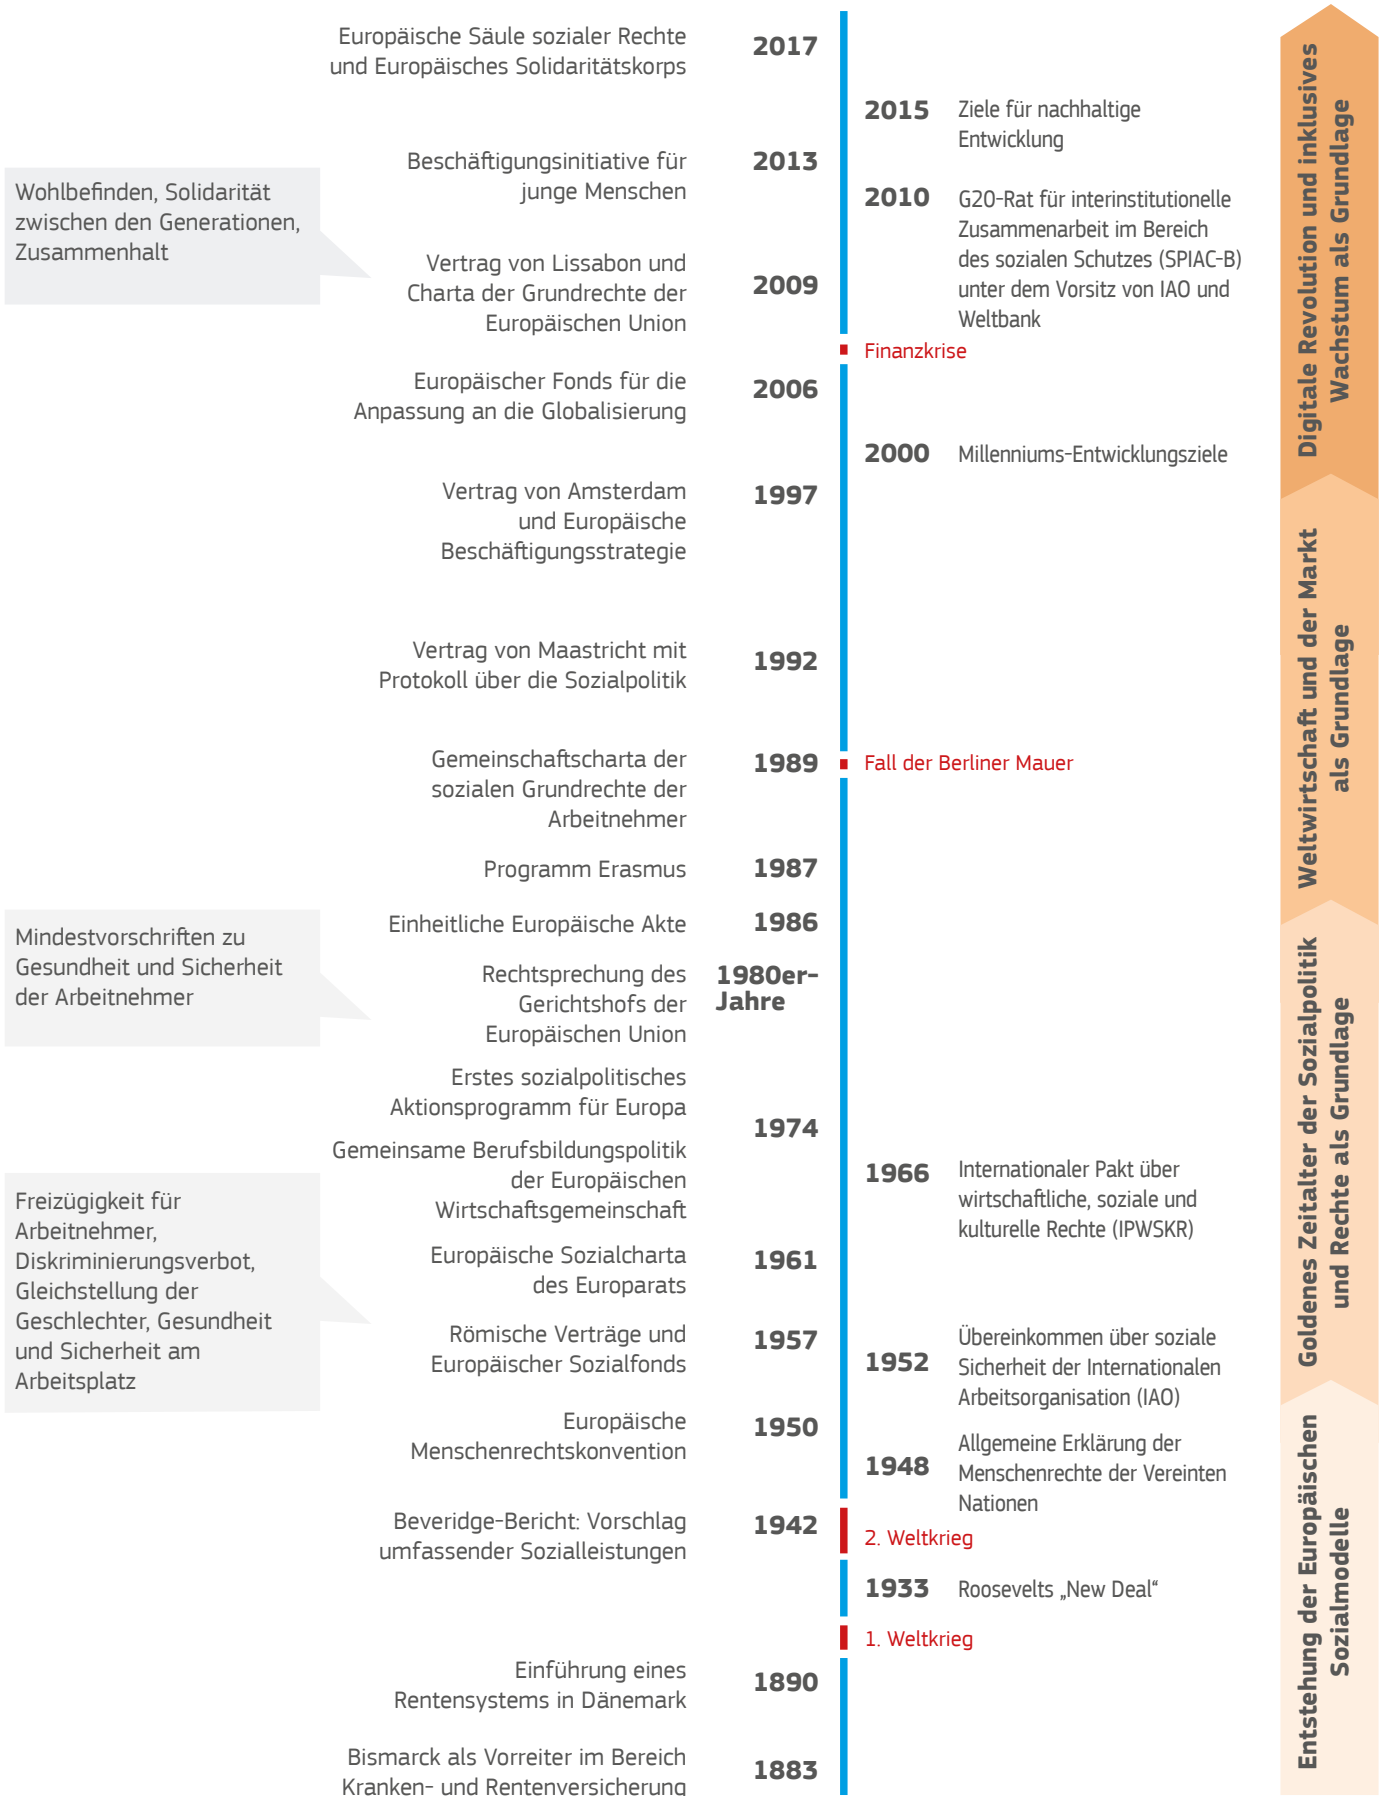 Europäische Säule sozialer Rechte
und Europäisches Solidaritätskorps
2017
2015
Ziele für nachhaltige
Entwicklung
Beschäftigungsinitiative für
junge Menschen
2013
2010
G20-Rat für interinstitutionelle
Zusammenarbeit im Bereich
des sozialen Schutzes (SPIAC-B)
unter dem Vorsitz von IAO und
Weltbank
Wohlbefinden, Solidarität
zwischen den Generationen,
Zusammenhalt
Vertrag von Lissabon und
Charta der Grundrechte der
Europäischen Union
2009
Finanzkrise
Europäischer Fonds für die
Anpassung an die Globalisierung
2006
2000
Millenniums-Entwicklungsziele
Vertrag von Amsterdam
und Europäische
Beschäftigungsstrategie
1997
Vertrag von Maastricht mit
Protokoll über die Sozialpolitik
1992
Gemeinschaftscharta der
sozialen Grundrechte der
Arbeitnehmer
1989
Fall der Berliner Mauer
Programm Erasmus
1987
Einheitliche Europäische Akte
1986
Mindestvorschriften zu
Gesundheit und Sicherheit
der Arbeitnehmer
Rechtsprechung des
Gerichtshofs der
Europäischen Union
1980er-
Jahre
Erstes sozialpolitisches
Aktionsprogramm für Europa
1974
Gemeinsame Berufsbildungspolitik
der Europäischen
Wirtschaftsgemeinschaft
1966
Internationaler Pakt über
wirtschaftliche, soziale und
kulturelle Rechte (IPWSKR)
Freizügigkeit für
Arbeitnehmer,
Diskriminierungsverbot,
Gleichstellung der
Geschlechter, Gesundheit
und Sicherheit am
Arbeitsplatz
Europäische Sozialcharta
des Europarats
1961
Römische Verträge und
Europäischer Sozialfonds
1957
1952
Übereinkommen über soziale
Sicherheit der Internationalen
Arbeitsorganisation (IAO)
Europäische
Menschenrechtskonvention
1950
1948
Allgemeine Erklärung der
Menschenrechte der Vereinten
Nationen
Beveridge-Bericht: Vorschlag
umfassender Sozialleistungen
1942
2. Weltkrieg
1933
Roosevelts „New Deal“
1. Weltkrieg
Einführung eines
Rentensystems in Dänemark
1890
Bismarck als Vorreiter im Bereich
Kranken- und Rentenversicherung
1883
Digitale Revolution und inklusives
Wachstum als Grundlage
Weltwirtschaft und der Markt
als Grundlage
Goldenes Zeitalter der Sozialpolitik
und Rechte als Grundlage
Entstehung der Europäischen
Sozialmodelle